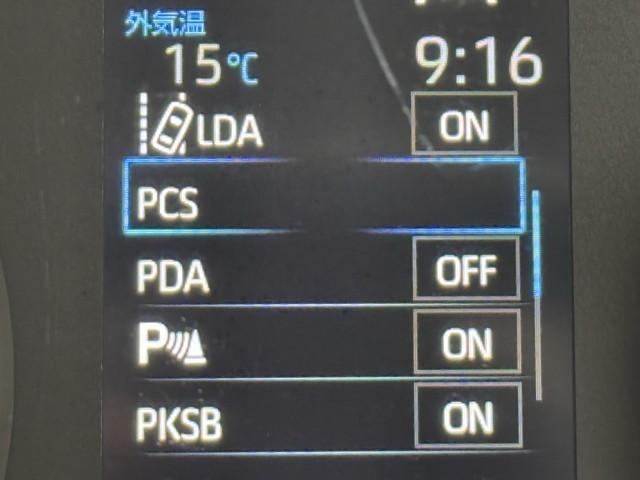 外気温
15℃ 9:16
LDA ON
PCS
PDA OFF
P ON
PKSB ON